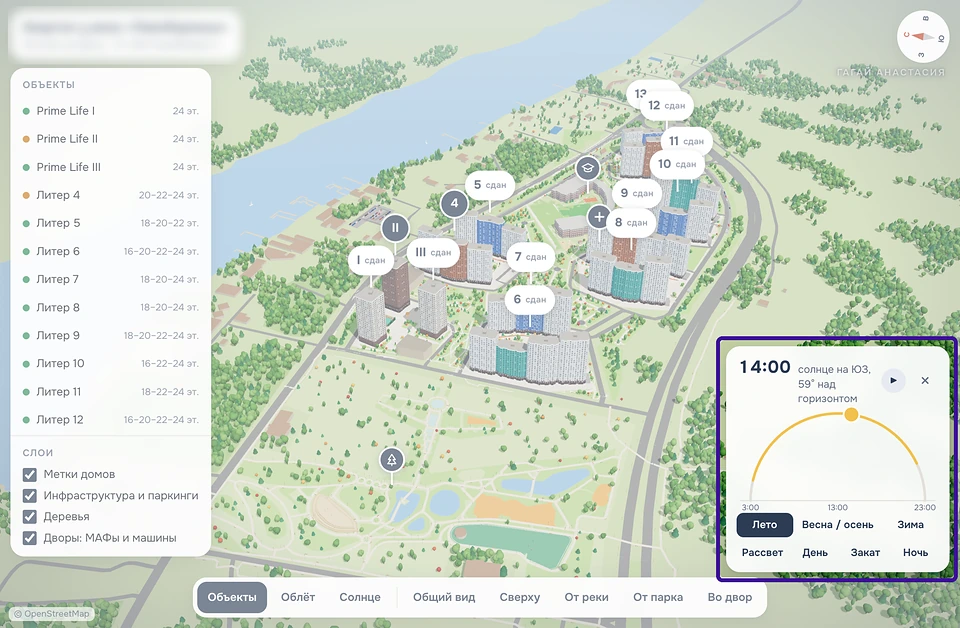 ОБЪЕКТЫ
Prime Life I 24 эт.
Prime Life II 24 эт.
Prime Life III 24 эт.
Литер 4 20–22–24 эт.
Литер 5 18–20–22 эт.
Литер 6 16–20–22–24 эт.
Литер 7 18–20–24 эт.
Литер 8 18–20–24 эт.
Литер 9 18–20–22–24 эт.
Литер 10 16–22–24 эт.
Литер 11 18–22–24 эт.
Литер 12 16–20–22–24 эт.
СЛОИ
Метки домов
Инфраструктура и паркинги
Деревья
Дворы: МАФы и машины
© OpenStreetMap
В
С Ю
З
ГАГАЙ АНАСТАСИЯ
13
12 сдан
11 сдан
10 сдан
9 сдан
8 сдан
5 сдан
4
II
III сдан
I сдан
7 сдан
6 сдан
14:00 солнце на ЮЗ,
59° над
горизонтом
3:00 13:00 23:00
Лето Весна / осень Зима
Рассвет День Закат Ночь
Объекты Облёт Солнце Общий вид Сверху От реки От парка Во двор